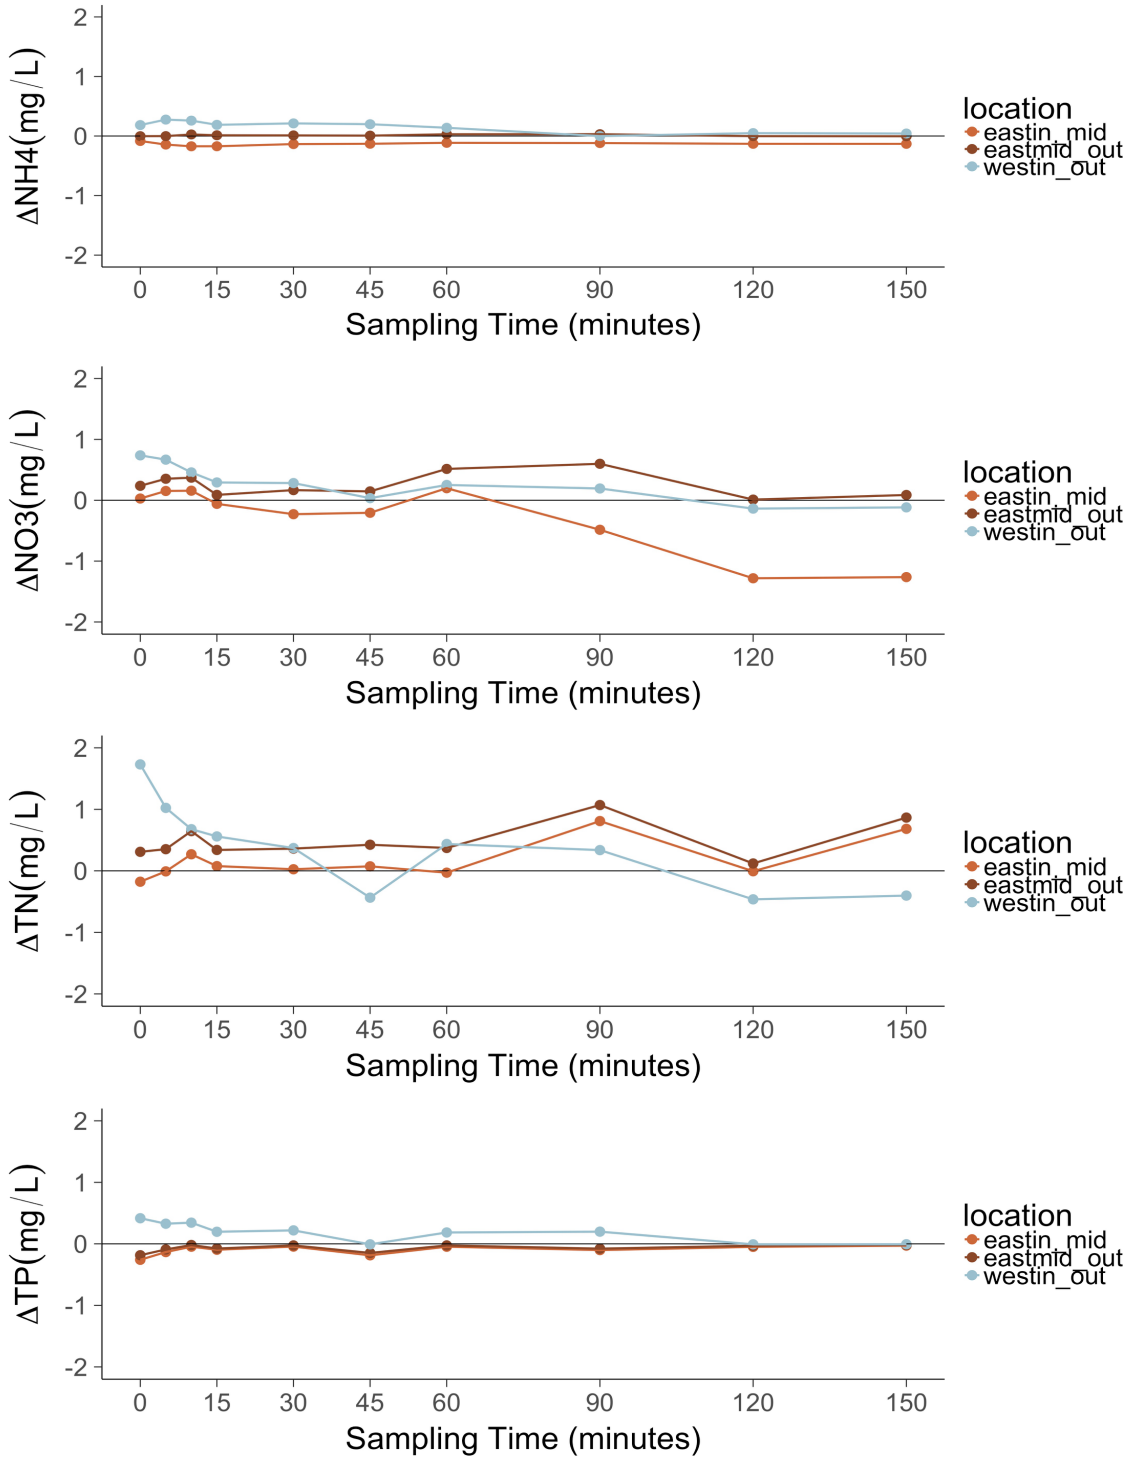 ΔNH4(mg/L)
2
1
0
-1
-2
0 15 30 45 60 90 120 150
Sampling Time (minutes)
location
eastin_mid
eastmid_out
westin_out
ΔNO3(mg/L)
2
1
0
-1
-2
0 15 30 45 60 90 120 150
Sampling Time (minutes)
location
eastin_mid
eastmid_out
westin_out
ΔTN(mg/L)
2
1
0
-1
-2
0 15 30 45 60 90 120 150
Sampling Time (minutes)
location
eastin_mid
eastmid_out
westin_out
ΔTP(mg/L)
2
1
0
-1
-2
0 15 30 45 60 90 120 150
Sampling Time (minutes)
location
eastin_mid
eastmid_out
westin_out